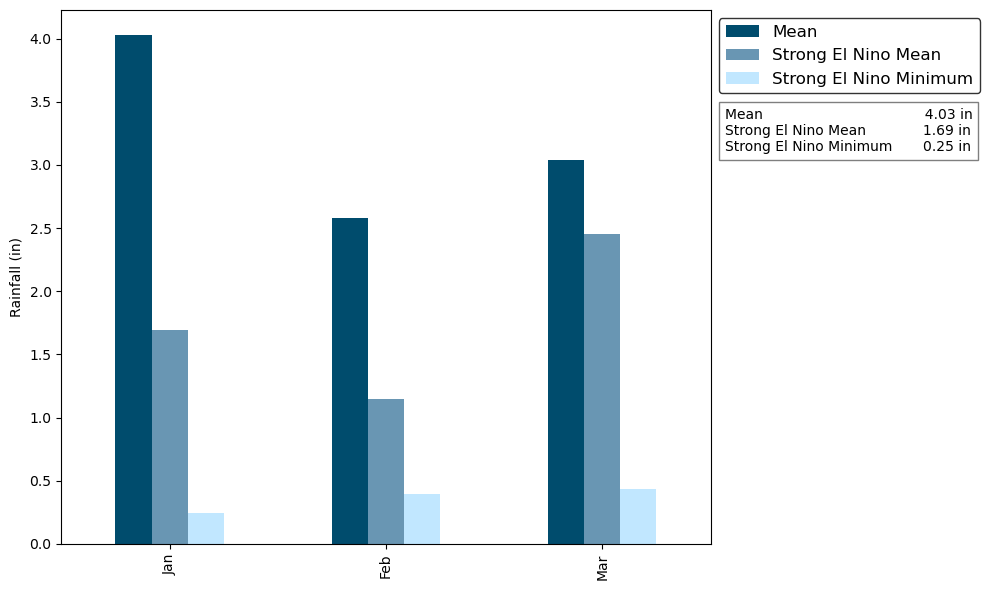 Rainfall (in)
4.0
3.5
3.0
2.5
2.0
1.5
1.0
0.5
0.0
Jan
Feb
Mar
Mean
Strong El Nino Mean
Strong El Nino Minimum
Mean 4.03 in
Strong El Nino Mean 1.69 in
Strong El Nino Minimum 0.25 in